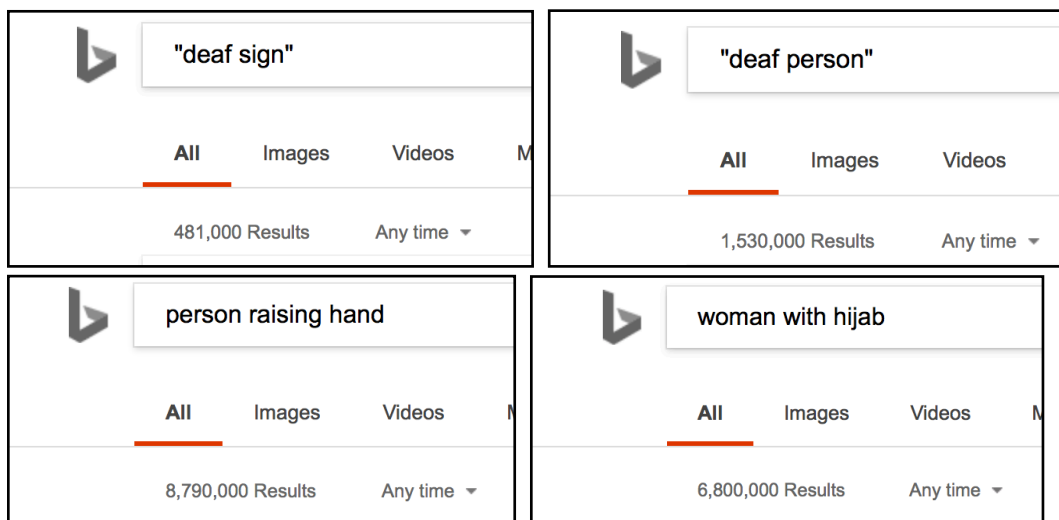 "deaf sign"
All Images Videos M
481,000 Results Any time
"deaf person"
All Images Videos
1,530,000 Results Any time
person raising hand
All Images Videos
8,790,000 Results Any time
woman with hijab
All Images Videos
6,800,000 Results Any time